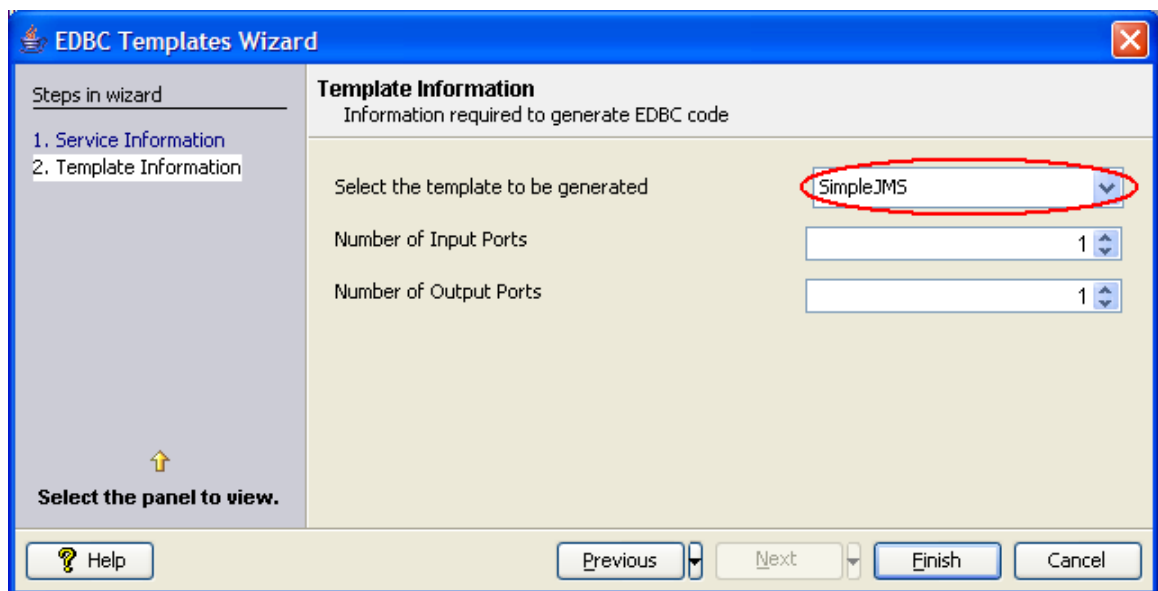 EDBC Templates Wizard
Steps in wizard
1. Service Information
2. Template Information
Select the panel to view.
Template Information
Information required to generate EDBC code
Select the template to be generated
SimpleJMS
Number of Input Ports
1
Number of Output Ports
1
Help
Previous
Next
Finish
Cancel